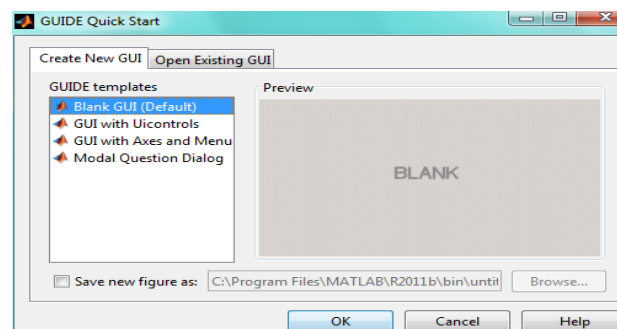 GUIDE Quick Start
Create New GUI Open Existing GUI
GUIDE templates
Blank GUI (Default)
GUI with Uicontrols
GUI with Axes and Menu
Modal Question Dialog
Preview
BLANK
Save new figure as: C:\Program Files\MATLAB\R2011b\bin\untit Browse...
OK Cancel Help